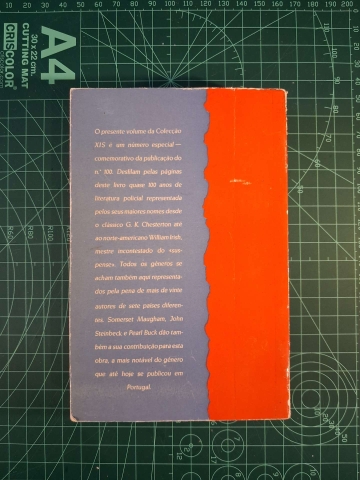 A4
30 x 22 cm.
CUTTING MAT
CRISCOLOR
O presente volume da Colecção
XIS é um número especial —
comemorativo da publicação do
n.º 100. Desfilam pelas páginas
deste livro quase 100 anos de
literatura policial representada
pelos seus maiores nomes desde
o clássico G. K. Chesterton até
ao norte-americano William Irish,
mestre incontestado do «sus-
pense». Todos os géneros se
acham também aqui representa-
dos pela pena de mais de vinte
autores de sete países diferen-
tes. Somerset Maugham, John
Steinbeck e Pearl Buck dão tam-
bém a sua contribuição para esta
obra, a mais notável do género
que até hoje se publicou em
Portugal.